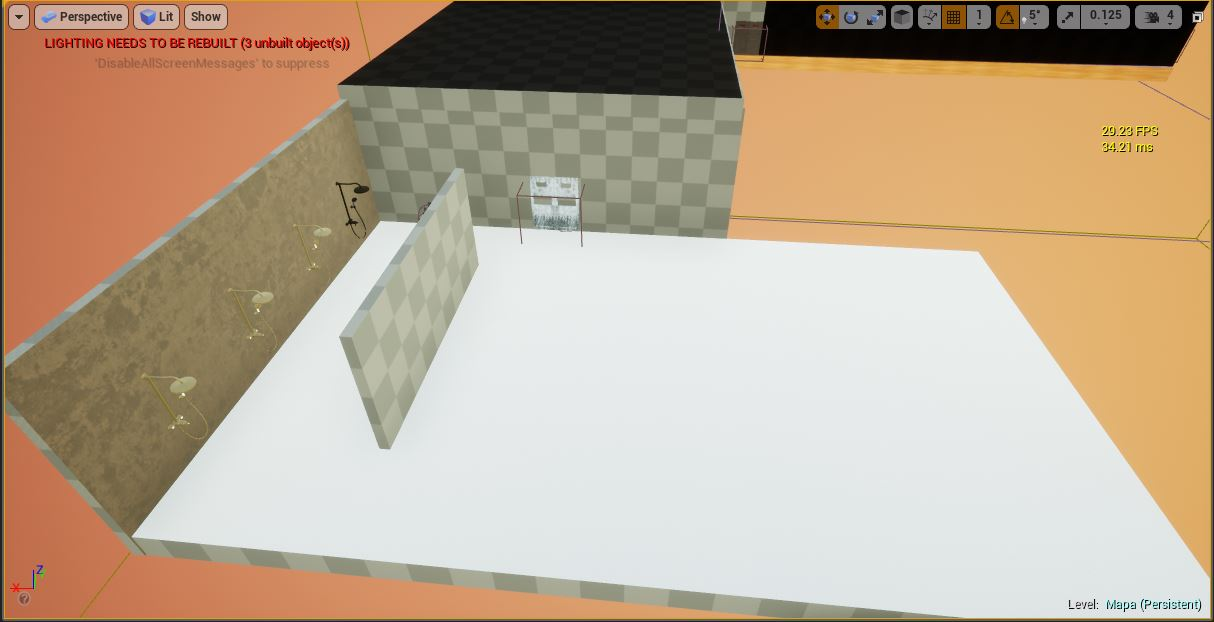 Perspective Lit Show 1 5° 0.125 4
LIGHTING NEEDS TO BE REBUILT (3 unbuilt object(s))
'DisableAllScreenMessages' to suppress
29.23 FPS
34.21 ms
Z
X
?
Level: Mapa (Persistent)